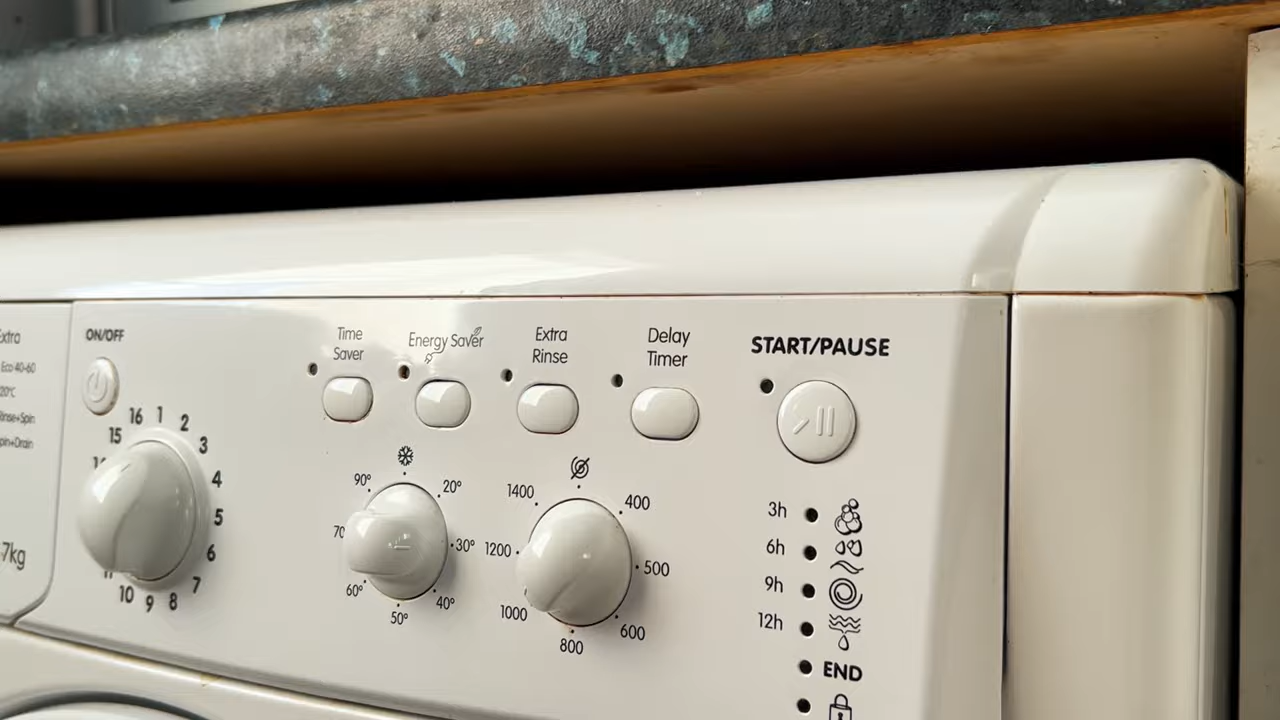 Extra
Eco 40-60
20°C
Rinse+Spin
Spin+Drain
7kg
ON/OFF
16
1
2
3
4
5
6
7
8
9
10
15
Time
Saver
Energy Saver
Extra
Rinse
Delay
Timer
START/PAUSE
90°
20°
30°
40°
50°
60°
1400
400
1200
500
1000
600
800
3h
6h
9h
12h
END